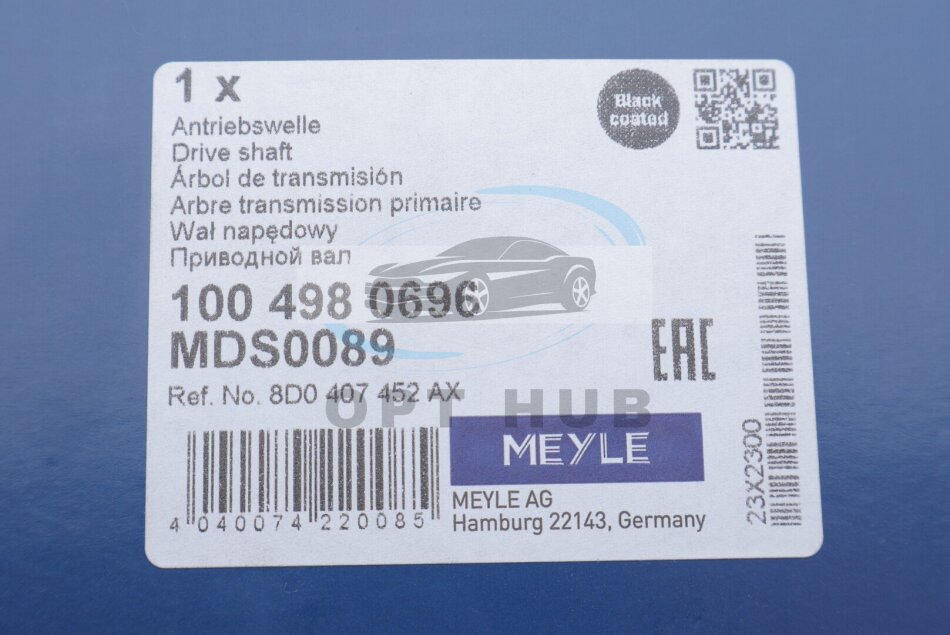 1 x
Black
coated
Antriebswelle
Drive shaft
Árbol de transmisión
Arbre transmission primaire
Wał napędowy
Приводной вал
100 498 0696
MDS0089
EAC
Ref. No. 8D0 407 452 AX
OPT HUB
MEYLE
MEYLE AG
Hamburg 22143, Germany
4 040074 220085
23X2300